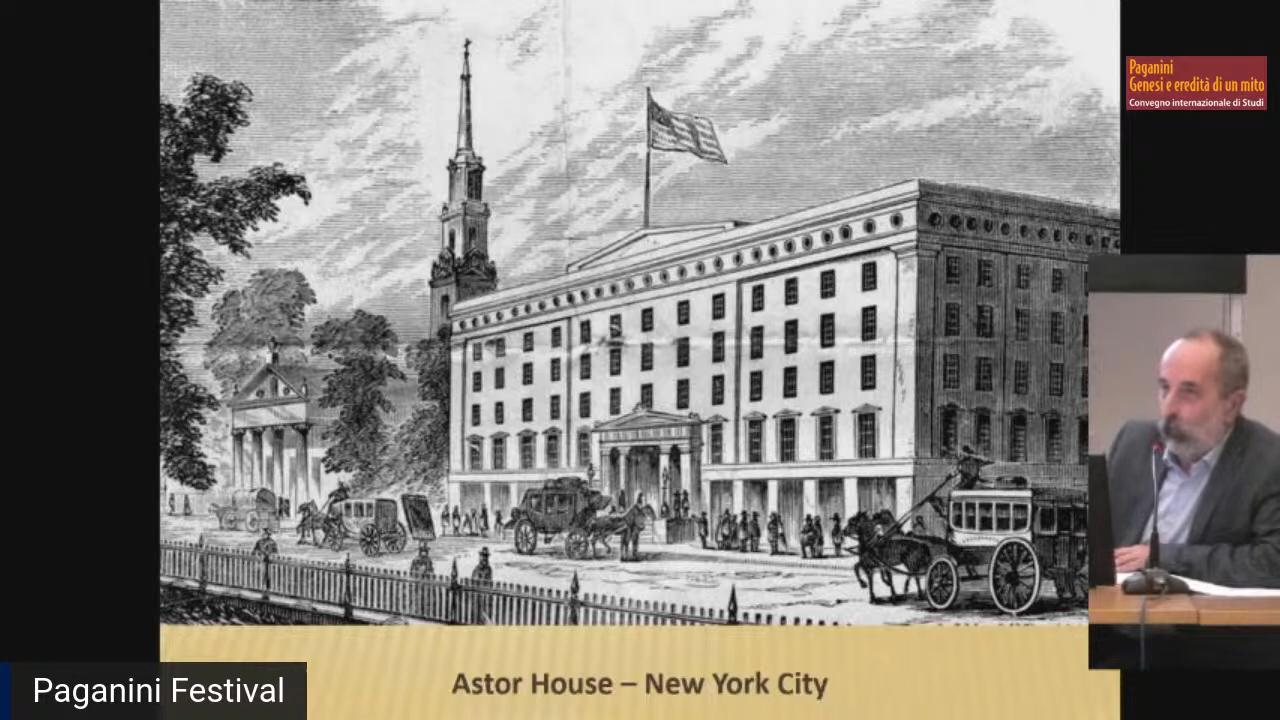 Paganini
Genesi e eredità di un mito
Convegno internazionale di Studi
Astor House – New York City
Paganini Festival